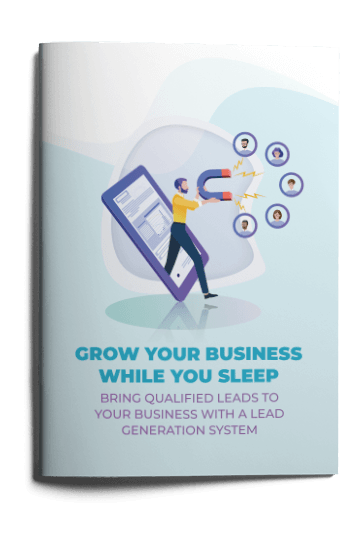 GROW YOUR BUSINESS
WHILE YOU SLEEP
BRING QUALIFIED LEADS TO
YOUR BUSINESS WITH A LEAD
GENERATION SYSTEM